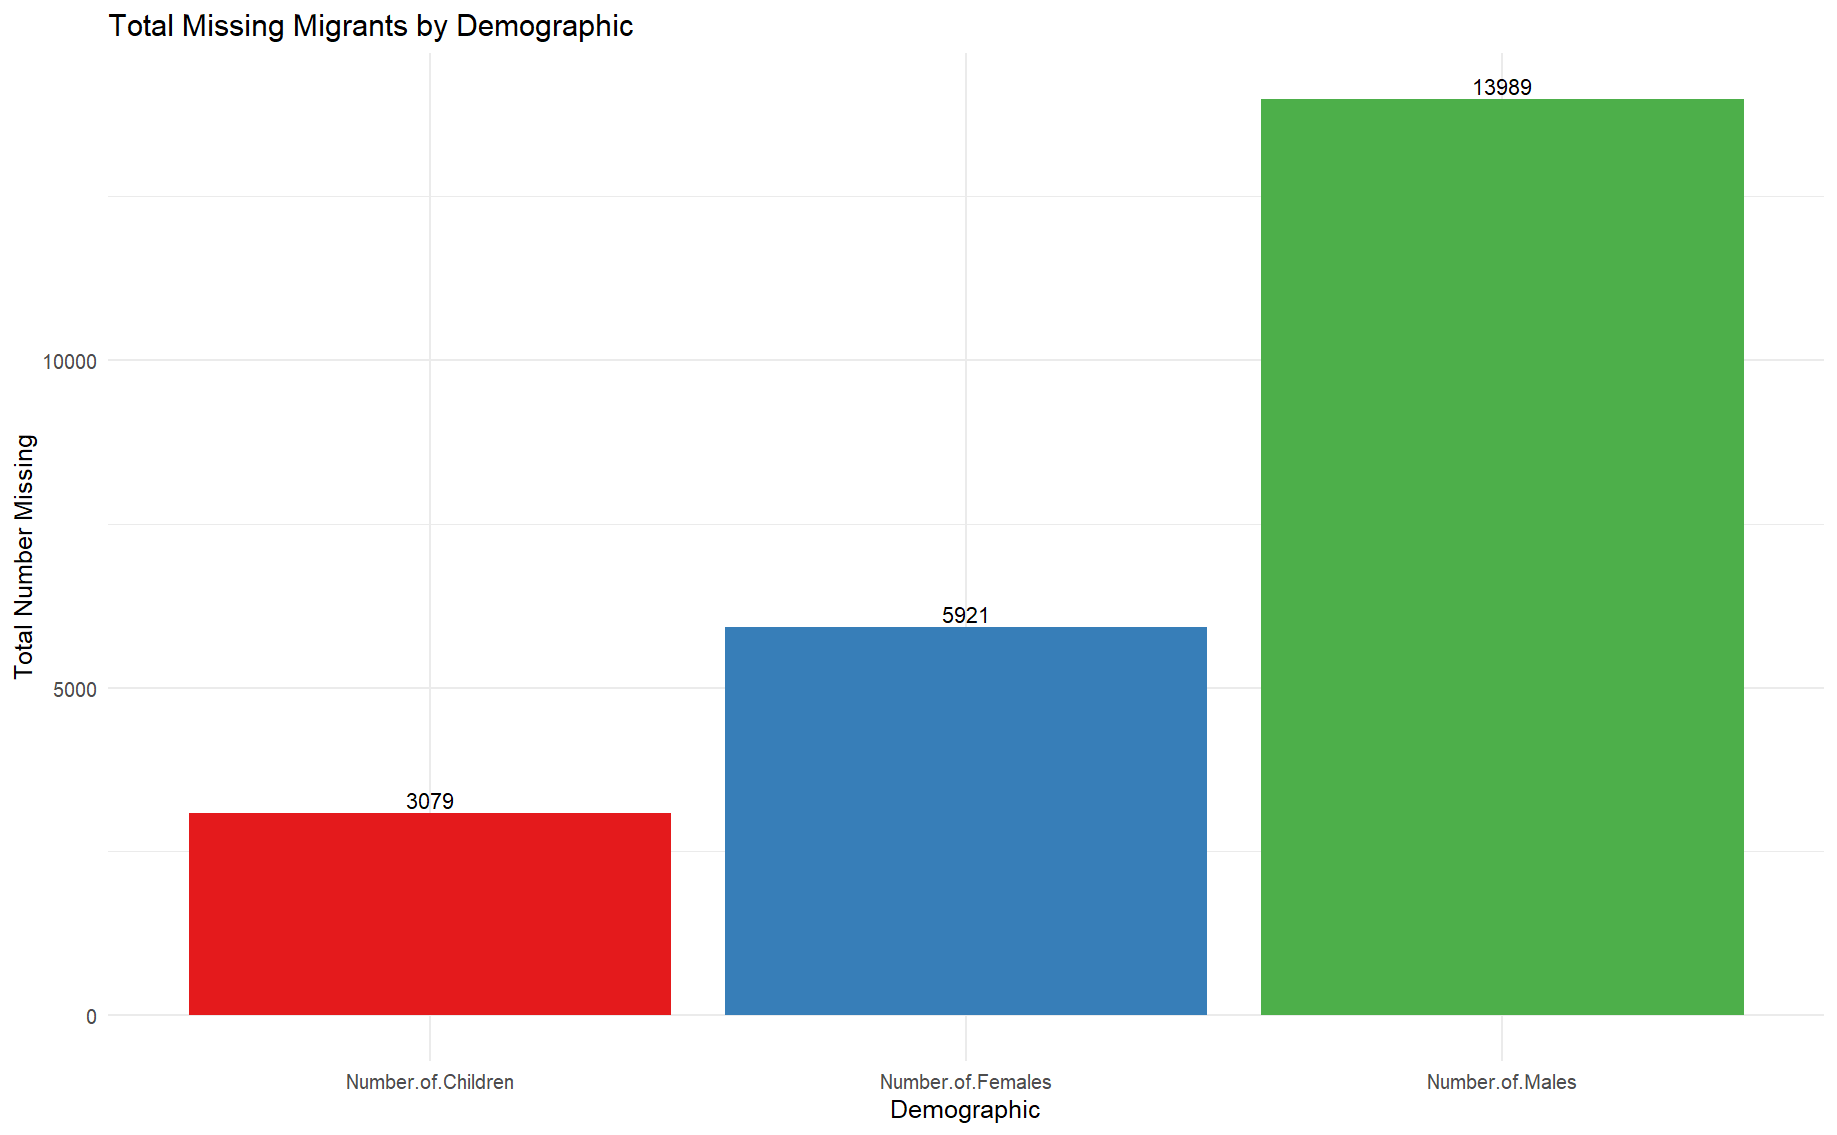 Total Missing Migrants by Demographic
13989
10000
Total Number Missing
5921
5000
3079
0
Number.of.Children
Number.of.Females
Number.of.Males
Demographic